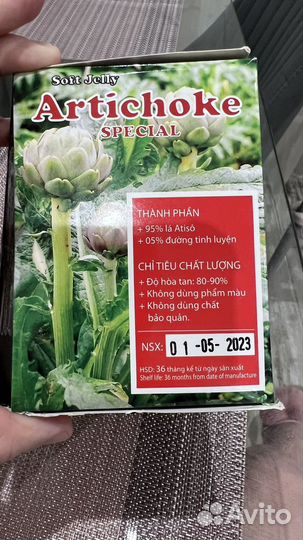 Soft Jelly
Artichoke
SPECIAL
THÀNH PHẦN
+ 95% lá Atisô
+ 05% đường tinh luyện
CHỈ TIÊU CHẤT LƯỢNG
+ Độ hòa tan: 80-90%
+ Không dùng phẩm màu
+ Không dùng chất
bảo quản.
NSX: 01-05-2023
HSD: 36 tháng kể từ ngày sản xuất
Shelf life: 36 months from date of manufacture
Avito